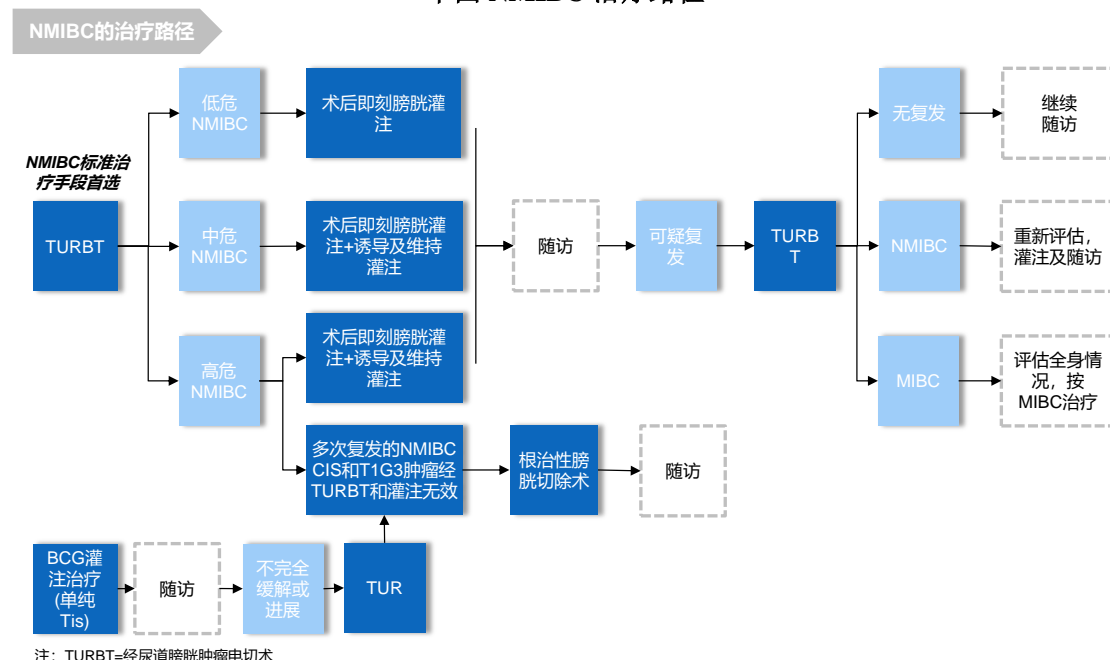 中国 NMIBC 治疗路径
NMIBC的治疗路径
NMIBC标准治
疗手段首选
TURBT
低危
NMIBC
术后即刻膀胱灌
注
中危
NMIBC
术后即刻膀胱灌
注+诱导及维持
灌注
高危
NMIBC
术后即刻膀胱灌
注+诱导及维持
灌注
随访
可疑复
发
TURB
T
无复发
继续
随访
NMIBC
重新评估，
灌注及随访
MIBC
评估全身情
况，按
MIBC治疗
多次复发的NMIBC
CIS和T1G3肿瘤经
TURBT和灌注无效
根治性膀
胱切除术
随访
BCG灌
注治疗
(单纯
Tis)
随访
不完全
缓解或
进展
TUR
注：TURBT=经尿道膀胱肿瘤电切术